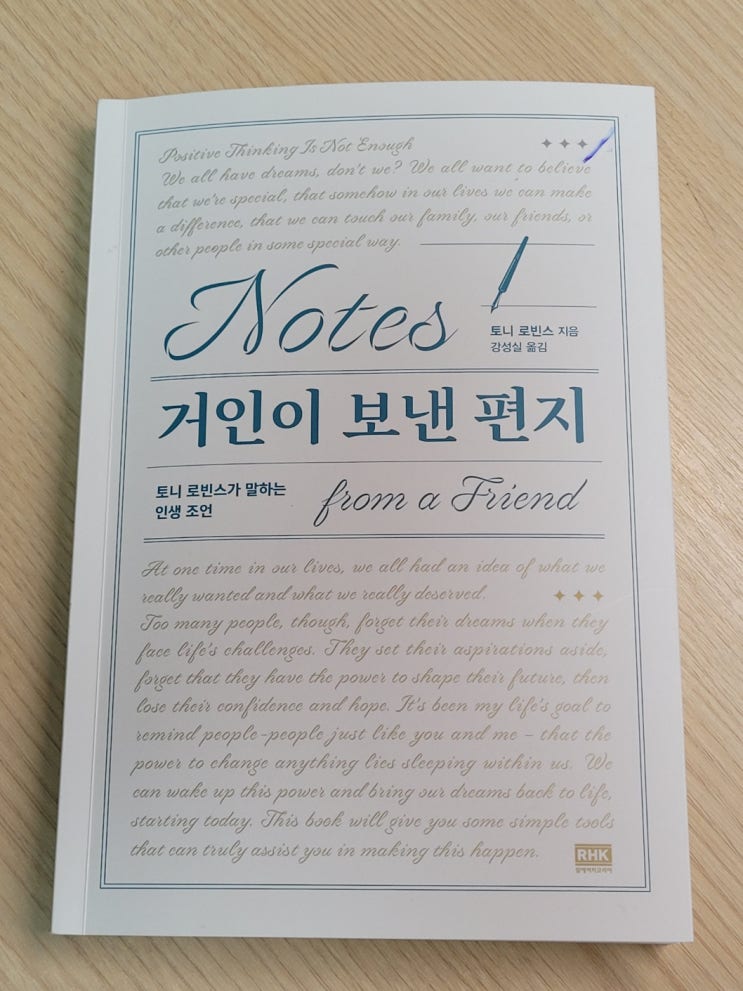 Positive Thinking Is Not Enough
We all have dreams, don't we? We all want to believe
that we're special, that somehow in our lives we can make
a difference, that we can touch our family, our friends, or
other people in some special way.
Notes
토니 로빈스 지음
강성실 옮김
거인이 보낸 편지
토니 로빈스가 말하는
인생 조언
from a Friend
At one time in our lives, we all had an idea of what we
really wanted and what we really deserved.
Too many people, though, forget their dreams when they
face life's challenges. They set their aspirations aside,
forget that they have the power to shape their future, then
lose their confidence and hope. It's been my life's goal to
remind people-people just like you and me – that the
power to change anything lies sleeping within us. We
can wake up this power and bring our dreams back to life,
starting today. This book will give you some simple tools
that can truly assist you in making this happen.
RHK
알에이치코리아